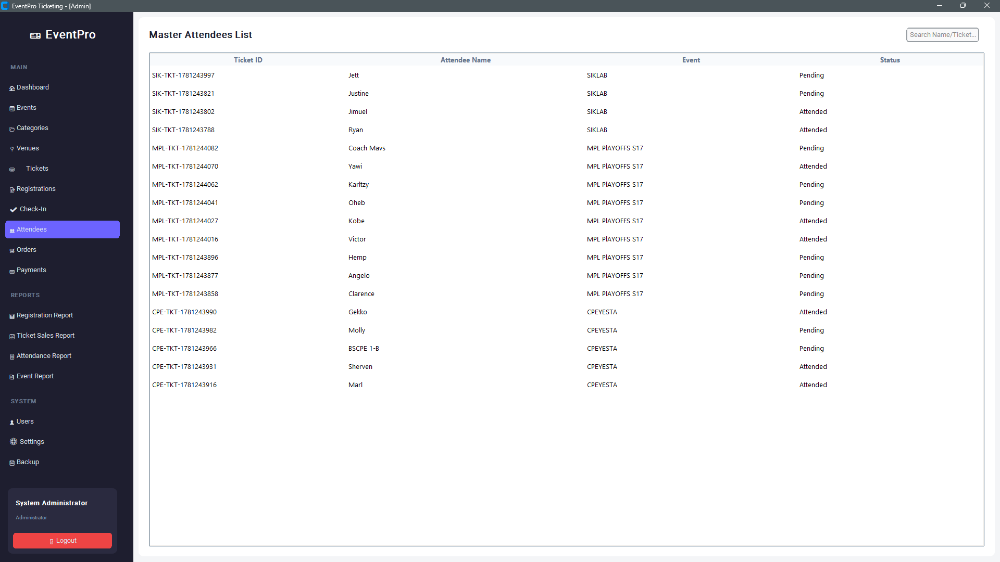 EventPro Ticketing - [Admin]
EventPro
MAIN
Dashboard
Events
Categories
Venues
Tickets
Registrations
Check-In
Attendees
Orders
Payments
REPORTS
Registration Report
Ticket Sales Report
Attendance Report
Event Report
SYSTEM
Users
Settings
Backup
System Administrator
Administrator
Logout
Master Attendees List
Search Name/Ticket...
Ticket ID Attendee Name Event Status
SIK-TKT-1781243997 Jett SIKLAB Pending
SIK-TKT-1781243821 Justine SIKLAB Pending
SIK-TKT-1781243802 Jimuel SIKLAB Attended
SIK-TKT-1781243788 Ryan SIKLAB Attended
MPL-TKT-1781244082 Coach Mavs MPL PlAYOFFS S17 Pending
MPL-TKT-1781244070 Yawi MPL PlAYOFFS S17 Attended
MPL-TKT-1781244062 Karltzy MPL PlAYOFFS S17 Pending
MPL-TKT-1781244041 Oheb MPL PlAYOFFS S17 Pending
MPL-TKT-1781244027 Kobe MPL PlAYOFFS S17 Attended
MPL-TKT-1781244016 Victor MPL PlAYOFFS S17 Attended
MPL-TKT-1781243896 Hemp MPL PlAYOFFS S17 Pending
MPL-TKT-1781243877 Angelo MPL PlAYOFFS S17 Pending
MPL-TKT-1781243858 Clarence MPL PlAYOFFS S17 Pending
CPE-TKT-1781243990 Gekko CPEYESTA Attended
CPE-TKT-1781243982 Molly CPEYESTA Pending
CPE-TKT-1781243966 BSCPE 1-B CPEYESTA Pending
CPE-TKT-1781243931 Sherven CPEYESTA Attended
CPE-TKT-1781243916 Marl CPEYESTA Attended